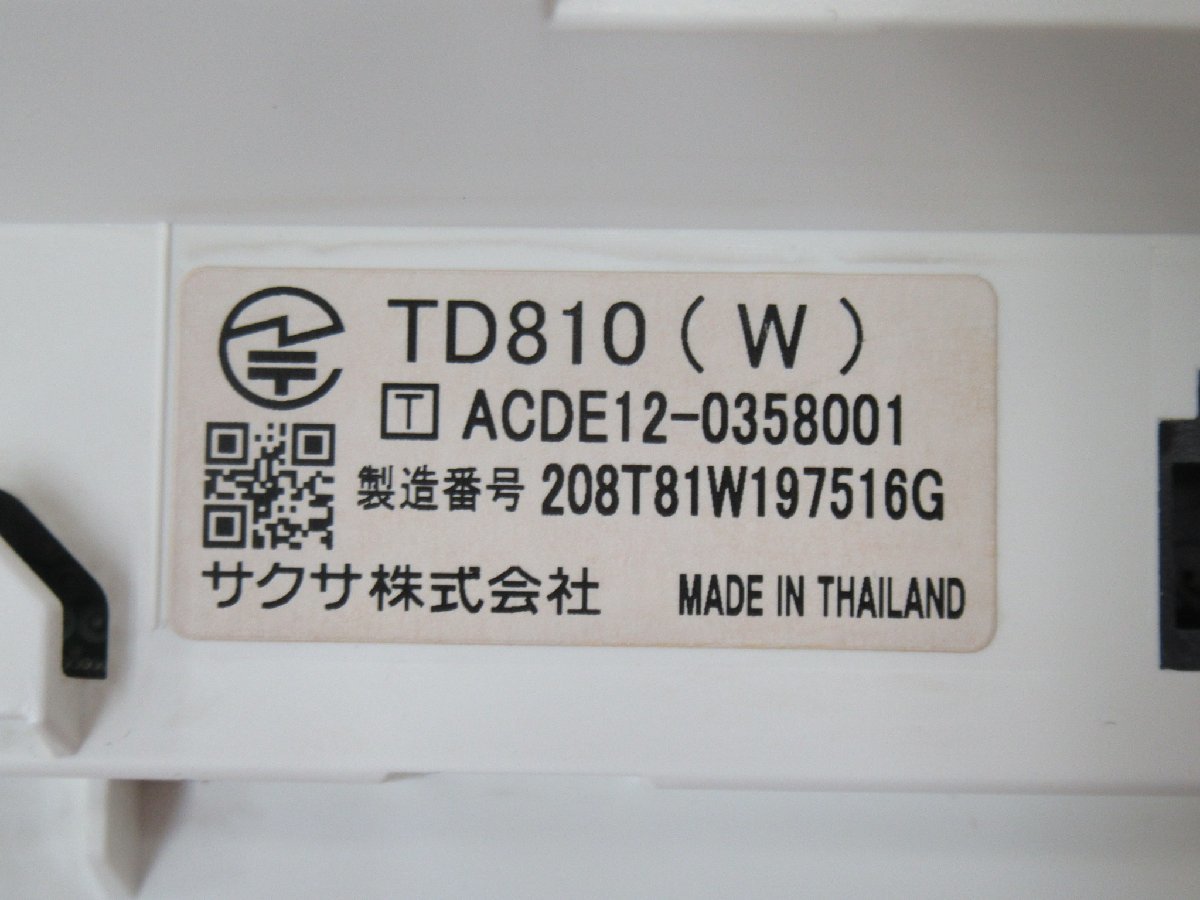 TD810 ( W )
T ACDE12-0358001
製造番号 208T81W197516G
サクサ株式会社 MADE IN THAILAND